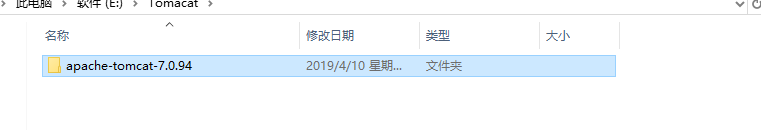 此电脑 软件 (E:) Tomacat
名称 修改日期 类型 大小
apache-tomcat-7.0.94 2019/4/10 星期... 文件夹